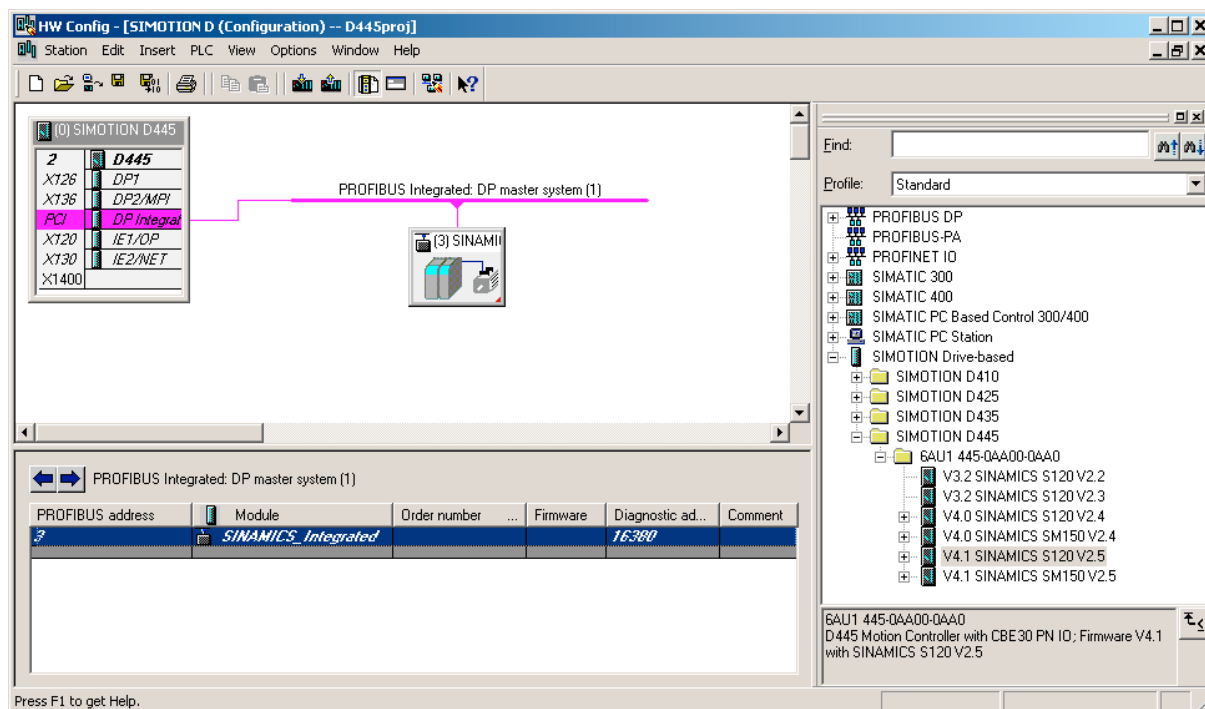 HW Config - [SIMOTION D (Configuration) -- D445proj]
Station Edit Insert PLC View Options Window Help
(0) SIMOTION D445
2 D445
X126 DP1
X136 DP2/MPI
PCI DP Integrat
X120 IE1/OP
X130 IE2/NET
X1400
PROFIBUS Integrated: DP master system (1)
(3) SINAMI
PROFIBUS Integrated: DP master system (1)
PROFIBUS address Module Order number ... Firmware Diagnostic ad... Comment
3 SINAMICS_Integrated 16380
Find:
Profile: Standard
PROFIBUS DP
PROFIBUS-PA
PROFINET IO
SIMATIC 300
SIMATIC 400
SIMATIC PC Based Control 300/400
SIMATIC PC Station
SIMOTION Drive-based
SIMOTION D410
SIMOTION D425
SIMOTION D435
SIMOTION D445
6AU1 445-0AA00-0AA0
V3.2 SINAMICS S120 V2.2
V3.2 SINAMICS S120 V2.3
V4.0 SINAMICS S120 V2.4
V4.0 SINAMICS SM150 V2.4
V4.1 SINAMICS S120 V2.5
V4.1 SINAMICS SM150 V2.5
6AU1 445-0AA00-0AA0
D445 Motion Controller with CBE30 PN IO; Firmware V4.1
with SINAMICS S120 V2.5
Press F1 to get Help.